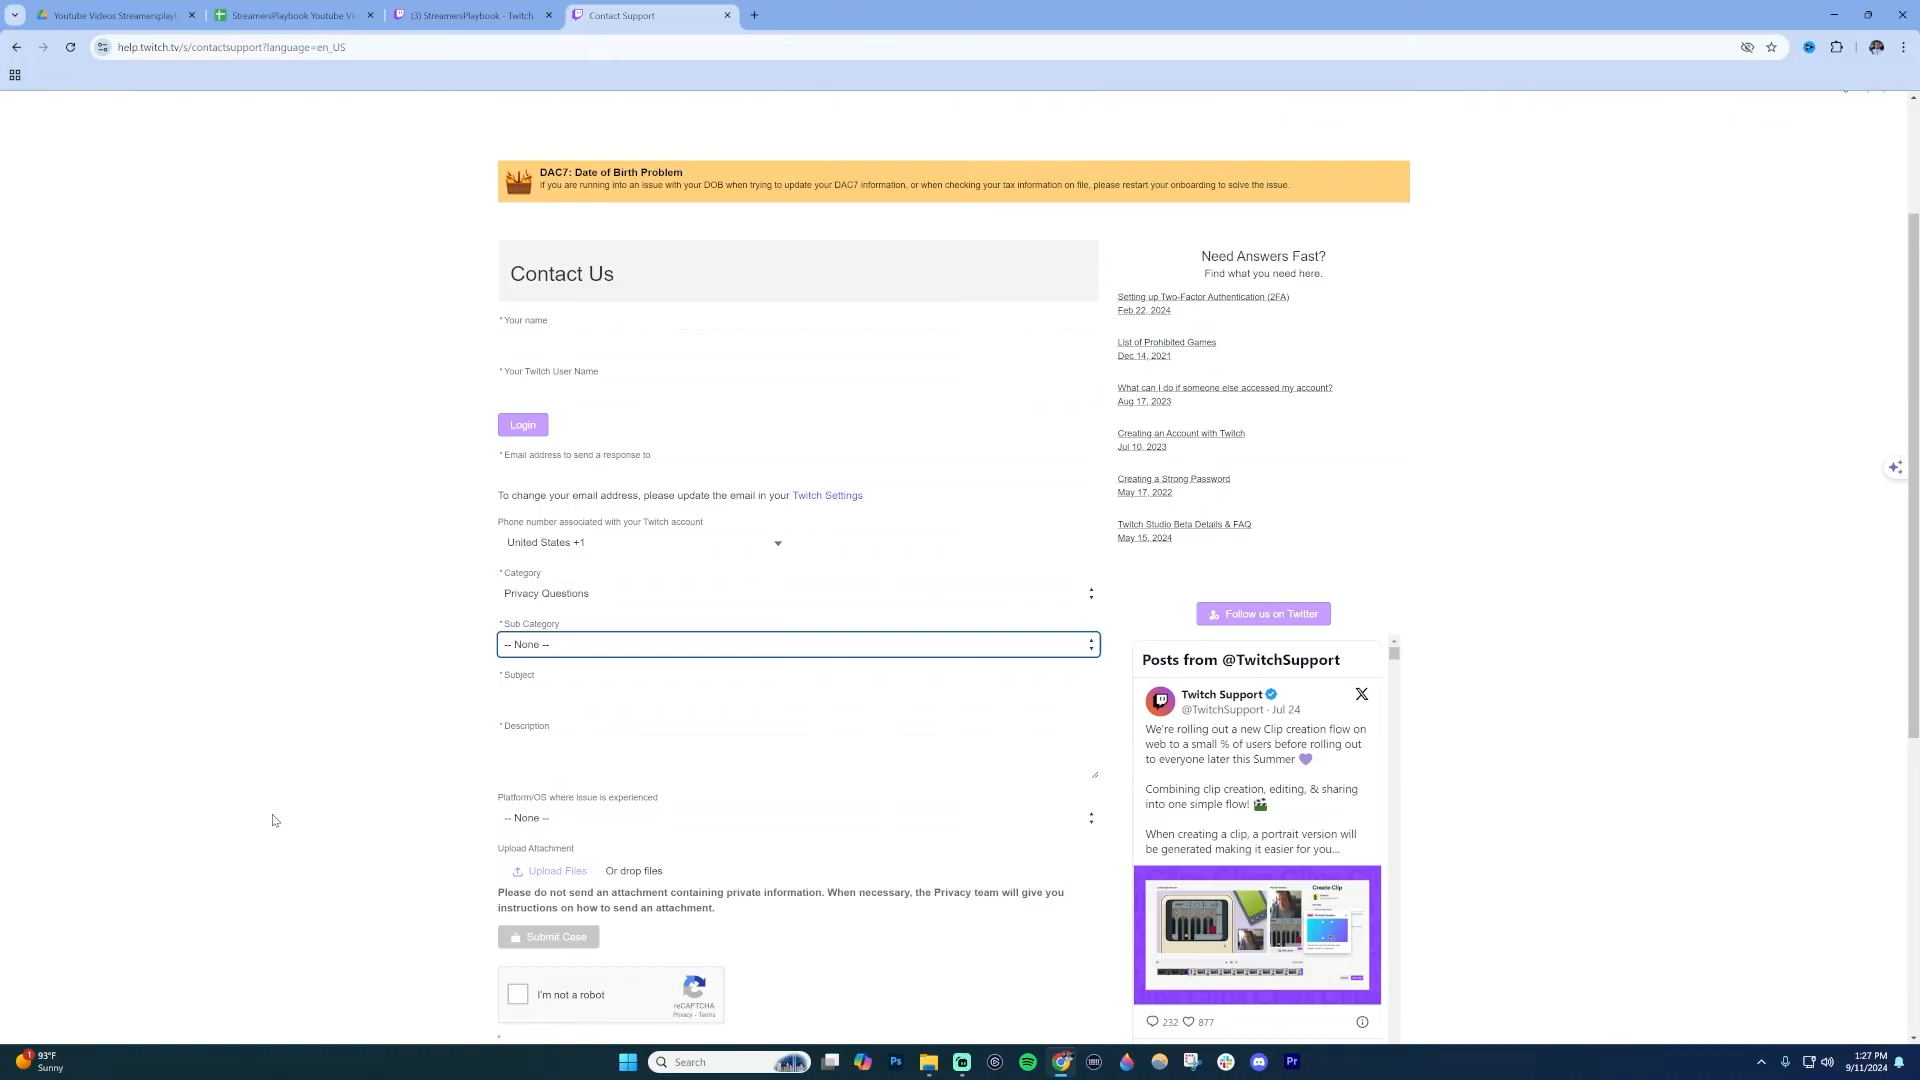 Youtube Videos Streamersplayl
StreamersPlaybook Youtube Vi
(3) StreamersPlaybook - Twitch
Contact Support
help.twitch.tv/s/contactsupport?language=en_US
DAC7: Date of Birth Problem
If you are running into an issue with your DOB when trying to update your DAC7 information, or when checking your tax information on file, please restart your onboarding to solve the issue.
Contact Us
* Your name
* Your Twitch User Name
Login
* Email address to send a response to
To change your email address, please update the email in your Twitch Settings
Phone number associated with your Twitch account
United States +1
* Category
Privacy Questions
* Sub Category
-- None --
* Subject
* Description
Platform/OS where issue is experienced
-- None --
Upload Attachment
Upload Files Or drop files
Please do not send an attachment containing private information. When necessary, the Privacy team will give you
instructions on how to send an attachment.
Submit Case
I'm not a robot
reCAPTCHA
Privacy - Terms
Need Answers Fast?
Find what you need here.
Setting up Two-Factor Authentication (2FA)
Feb 22, 2024
List of Prohibited Games
Dec 14, 2021
What can I do if someone else accessed my account?
Aug 17, 2023
Creating an Account with Twitch
Jul 10, 2023
Creating a Strong Password
May 17, 2022
Twitch Studio Beta Details & FAQ
May 15, 2024
Follow us on Twitter
Posts from @TwitchSupport
Twitch Support
@TwitchSupport · Jul 24
We're rolling out a new Clip creation flow on
web to a small % of users before rolling out
to everyone later this Summer 💜
Combining clip creation, editing, & sharing
into one simple flow! 🎬
When creating a clip, a portrait version will
be generated making it easier for you...
Create Clip
232 877
1
93°F
Sunny
Search
Ps
Pr
1:27 PM
9/11/2024